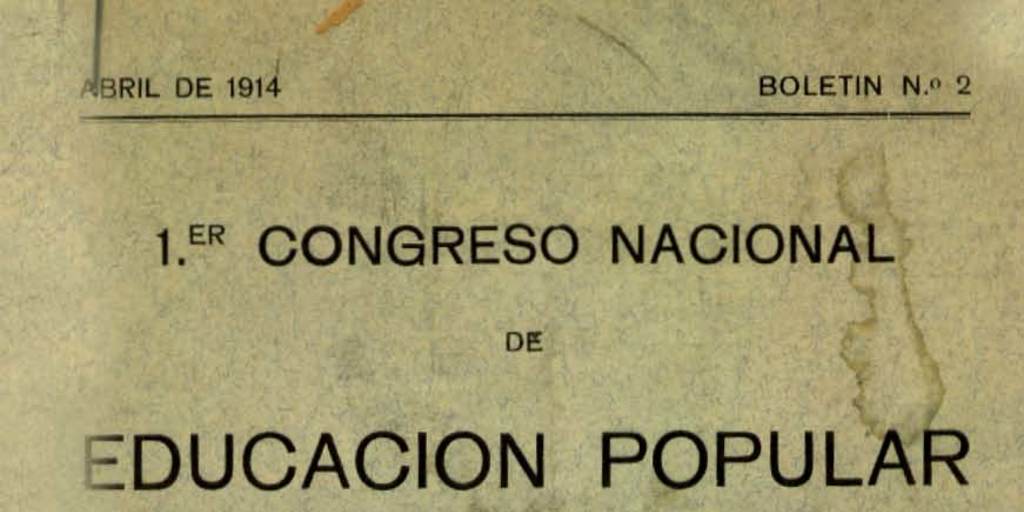 ABRIL DE 1914 BOLETIN N.º 2
1.ER CONGRESO NACIONAL
DE
EDUCACION POPULAR